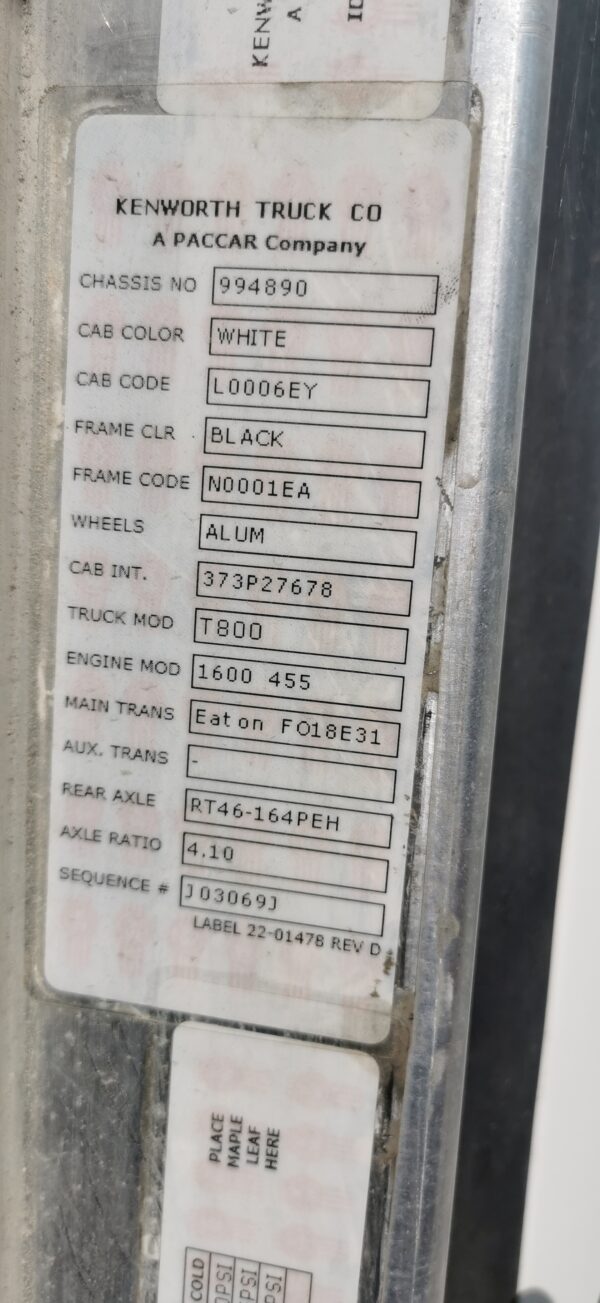 KENW
A
ID
KENWORTH TRUCK CO
A PACCAR Company
CHASSIS NO 994890
CAB COLOR WHITE
CAB CODE L0006EY
FRAME CLR BLACK
FRAME CODE N0001EA
WHEELS ALUM
CAB INT. 373P27678
TRUCK MOD T800
ENGINE MOD 1600 455
MAIN TRANS Eaton FO18E31
AUX. TRANS -
REAR AXLE RT46-164PEH
AXLE RATIO 4.10
SEQUENCE # J03069J
LABEL 22-01478 REV D
PLACE
MAPLE
LEAF
HERE
COLD
0PSI
PSI
PSI